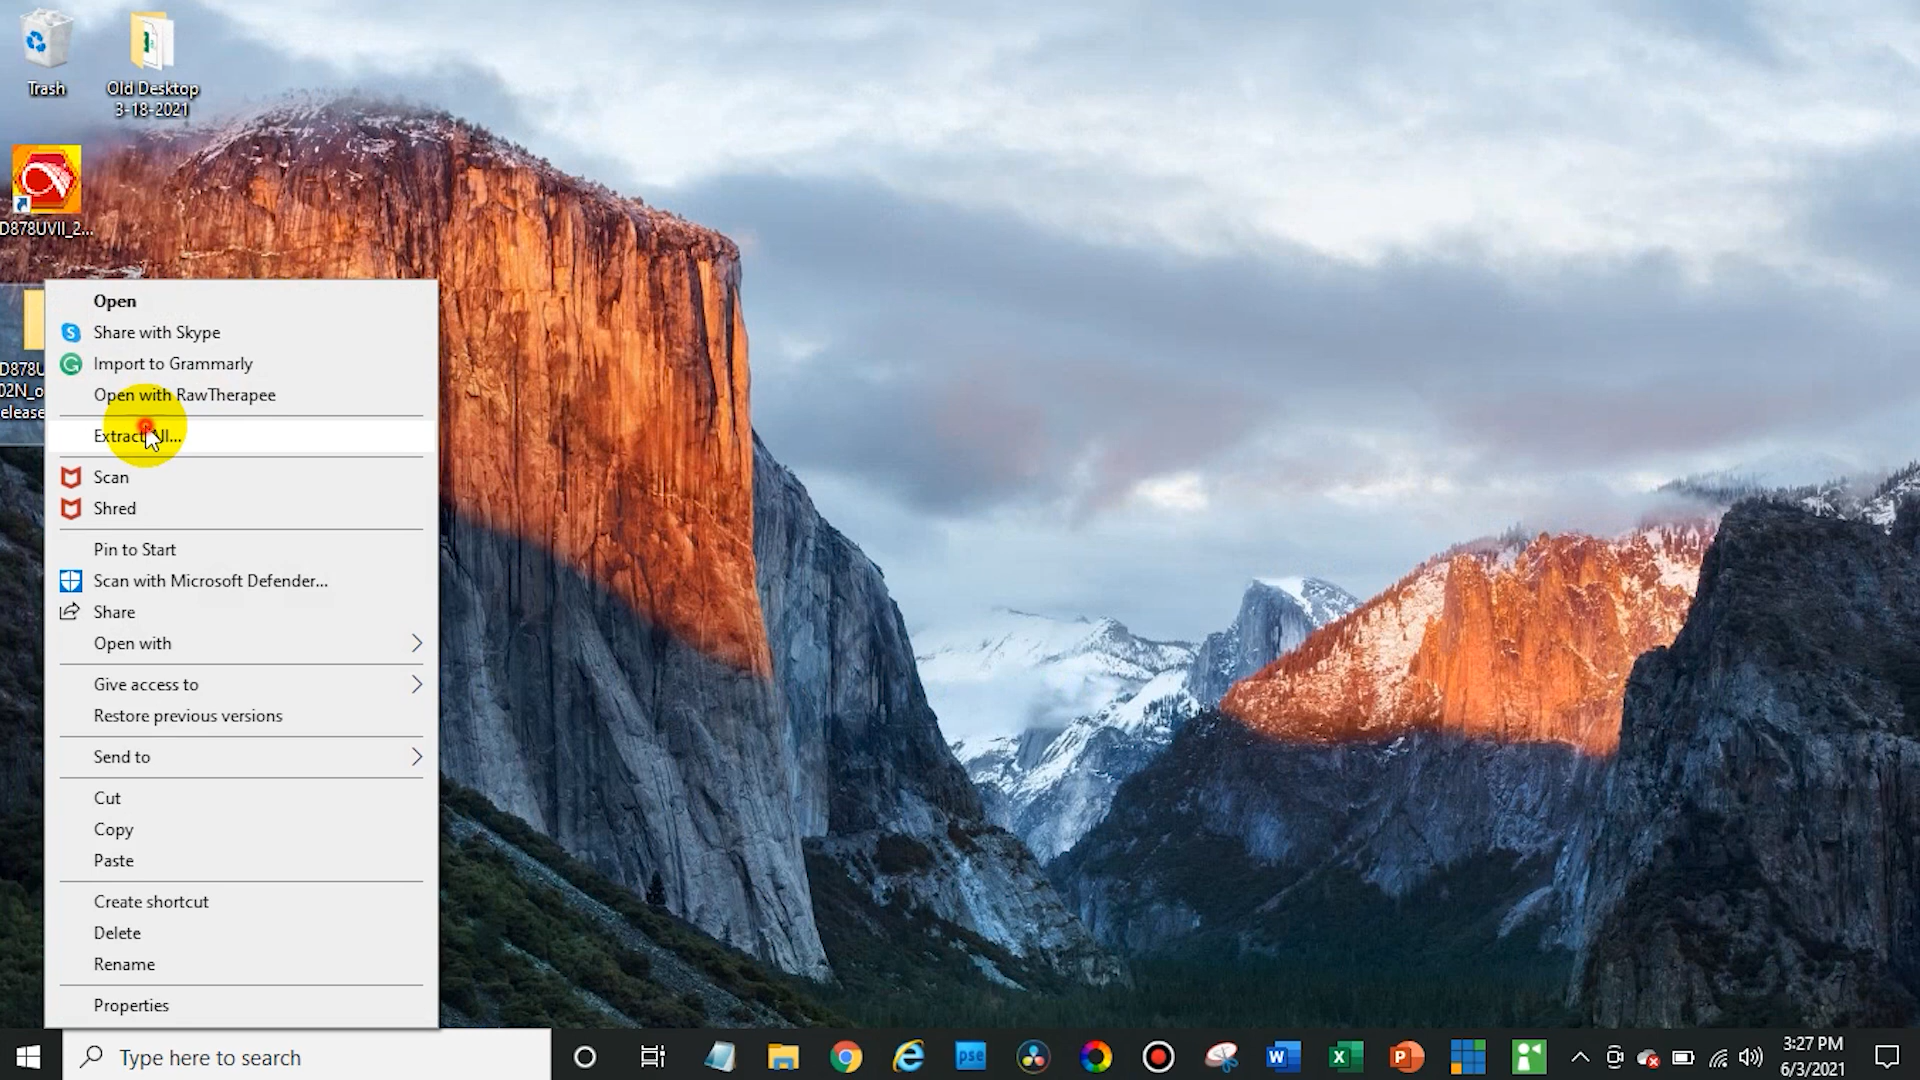 Trash
Old Desktop
3-18-2021
D878UVII_2...
D878U
02N_o
elease
Open
Share with Skype
Import to Grammarly
Open with RawTherapee
Extract All...
Scan
Shred
Pin to Start
Scan with Microsoft Defender...
Share
Open with
Give access to
Restore previous versions
Send to
Cut
Copy
Paste
Create shortcut
Delete
Rename
Properties
Type here to search
pse
3:27 PM
6/3/2021